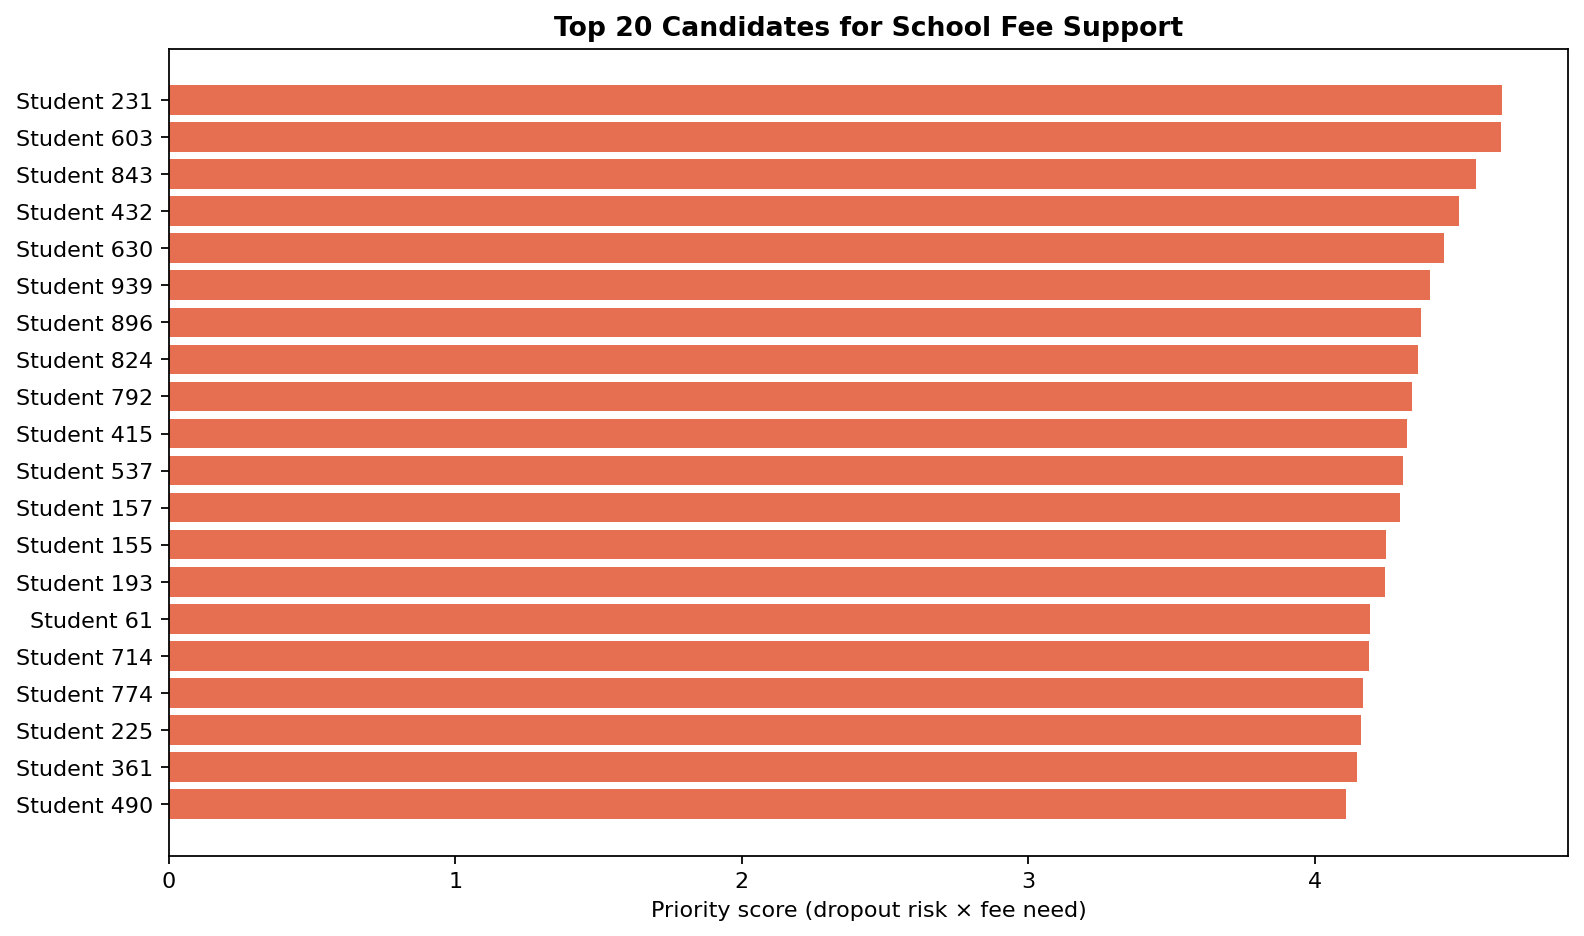 Top 20 Candidates for School Fee Support
Student 231
Student 603
Student 843
Student 432
Student 630
Student 939
Student 896
Student 824
Student 792
Student 415
Student 537
Student 157
Student 155
Student 193
Student 61
Student 714
Student 774
Student 225
Student 361
Student 490
0 1 2 3 4
Priority score (dropout risk × fee need)